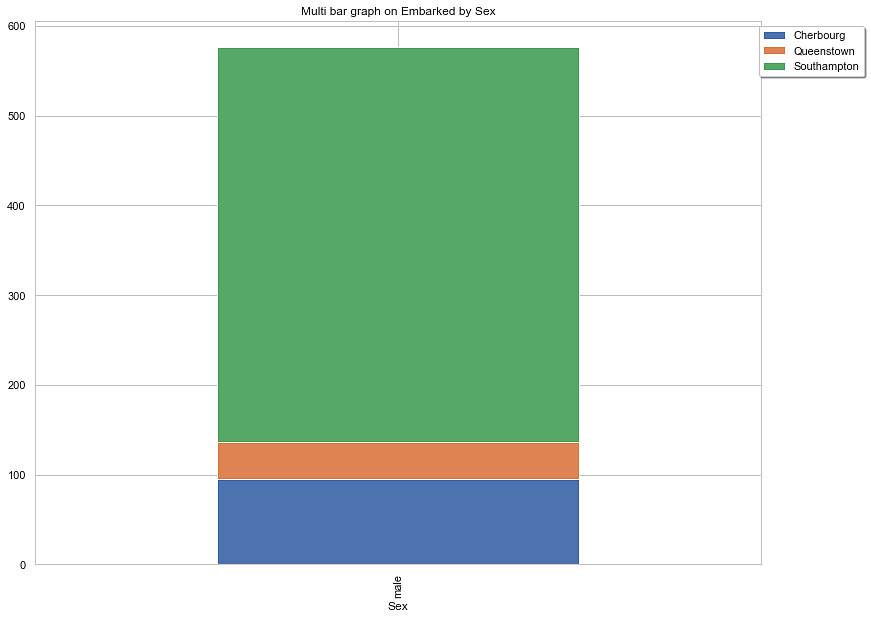 Multi bar graph on Embarked by Sex
Cherbourg
Queenstown
Southampton
600
500
400
300
200
100
0
male
Sex